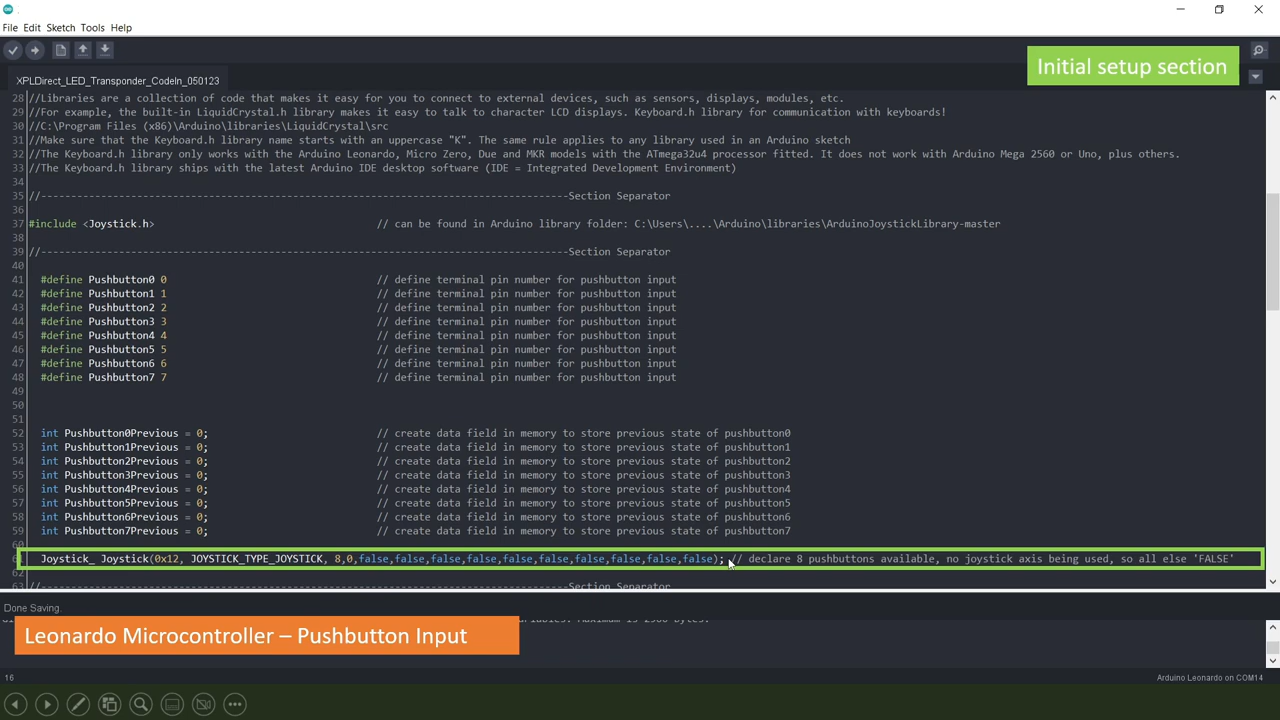 File Edit Sketch Tools Help
Initial setup section
XPLDirect_LED_Transponder_CodeIn_050123
28 //Libraries are a collection of code that makes it easy for you to connect to external devices, such as sensors, displays, modules, etc.
29 //For example, the built-in LiquidCrystal.h library makes it easy to talk to character LCD displays. Keyboard.h library for communication with keyboards!
30 //C:\Program Files (x86)\Arduino\libraries\LiquidCrystal\src
31 //Make sure that the Keyboard.h library name starts with an uppercase "K". The same rule applies to any library used in an Arduino sketch
32 //The Keyboard.h library only works with the Arduino Leonardo, Micro Zero, Due and MKR models with the ATmega32u4 processor fitted. It does not work with Arduino Mega 2560 or Uno, plus others.
33 //The Keyboard.h library ships with the latest Arduino IDE desktop software (IDE = Integrated Development Environment)
34
35 //-------------------------------------------------------------------Section Separator
36
37 #include <Joystick.h> // can be found in Arduino library folder: C:\Users\....\Arduino\libraries\ArduinoJoystickLibrary-master
38
39 //-------------------------------------------------------------------Section Separator
40
41 #define Pushbutton0 0 // define terminal pin number for pushbutton input
42 #define Pushbutton1 1 // define terminal pin number for pushbutton input
43 #define Pushbutton2 2 // define terminal pin number for pushbutton input
44 #define Pushbutton3 3 // define terminal pin number for pushbutton input
45 #define Pushbutton4 4 // define terminal pin number for pushbutton input
46 #define Pushbutton5 5 // define terminal pin number for pushbutton input
47 #define Pushbutton6 6 // define terminal pin number for pushbutton input
48 #define Pushbutton7 7 // define terminal pin number for pushbutton input
49
50
51
52 int Pushbutton0Previous = 0; // create data field in memory to store previous state of pushbutton0
53 int Pushbutton1Previous = 0; // create data field in memory to store previous state of pushbutton1
54 int Pushbutton2Previous = 0; // create data field in memory to store previous state of pushbutton2
55 int Pushbutton3Previous = 0; // create data field in memory to store previous state of pushbutton3
56 int Pushbutton4Previous = 0; // create data field in memory to store previous state of pushbutton4
57 int Pushbutton5Previous = 0; // create data field in memory to store previous state of pushbutton5
58 int Pushbutton6Previous = 0; // create data field in memory to store previous state of pushbutton6
59 int Pushbutton7Previous = 0; // create data field in memory to store previous state of pushbutton7
60
Joystick_ Joystick(0x12, JOYSTICK_TYPE_JOYSTICK, 8,0,false,false,false,false,false,false,false,false,false,false); // declare 8 pushbuttons available, no joystick axis being used, so all else 'FALSE'
62
63 //-------------------------------------------------------------------Section Separator
Done Saving.
Leonardo Microcontroller – Pushbutton Input
16
Arduino Leonardo on COM14